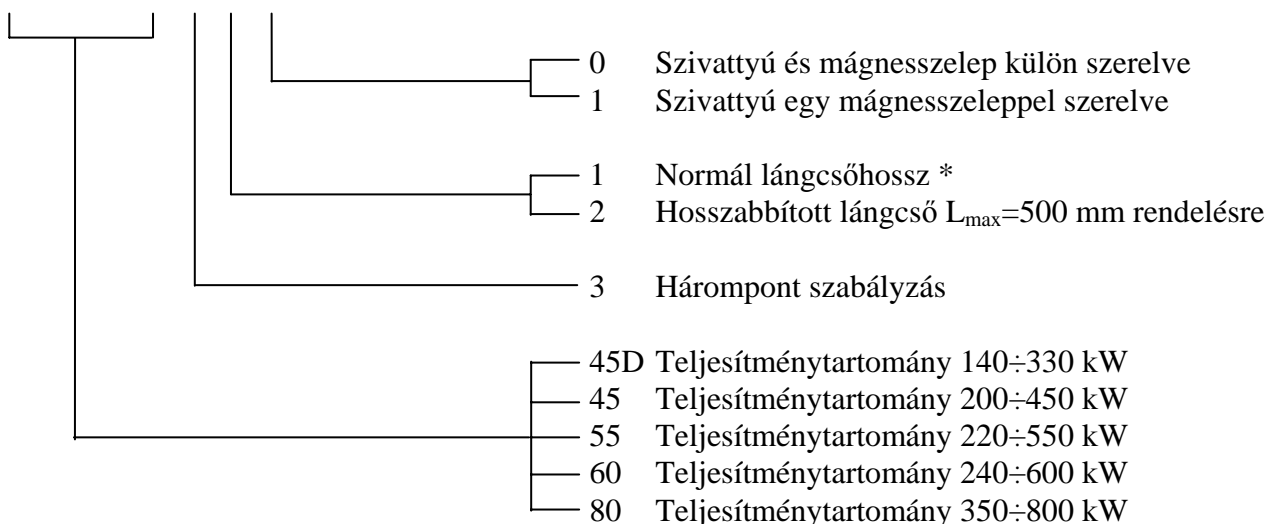 0 Szivattyú és mágnesszelep külön szerelve
1 Szivattyú egy mágnesszeleppel szerelve
1 Normál lángcsőhossz *
2 Hosszabbított lángcső Lmax=500 mm rendelésre
3 Hárompont szabályzás
45D Teljesítménytartomány 140÷330 kW
45 Teljesítménytartomány 200÷450 kW
55 Teljesítménytartomány 220÷550 kW
60 Teljesítménytartomány 240÷600 kW
80 Teljesítménytartomány 350÷800 kW